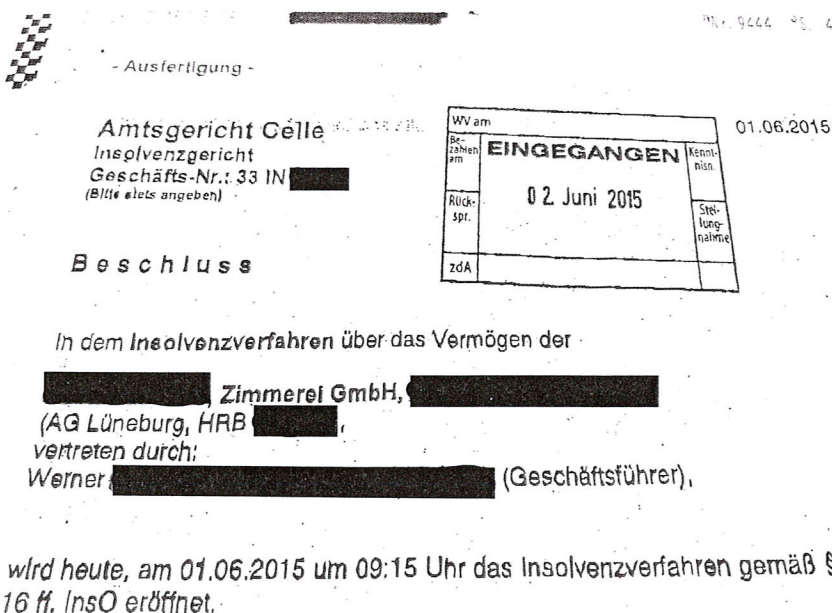 - Ausfertigung -
Amtsgericht Celle
Insolvenzgericht
Geschäfts-Nr.: 33 IN
(Bitte stets angeben)
WV am
Be-
zahlen
am
EINGEGANGEN
Kennt-
nisn.
02. Juni 2015
Rück-
spr.
Stel-
lung-
nahme
zdA
01.06.2015
Beschluss
In dem Insolvenzverfahren über das Vermögen der
, Zimmerei GmbH,
(AG Lüneburg, HRB ,
vertreten durch:
Werner (Geschäftsführer),
wird heute, am 01.06.2015 um 09:15 Uhr das Insolvenzverfahren gemäß §
16 ff. InsO eröffnet.